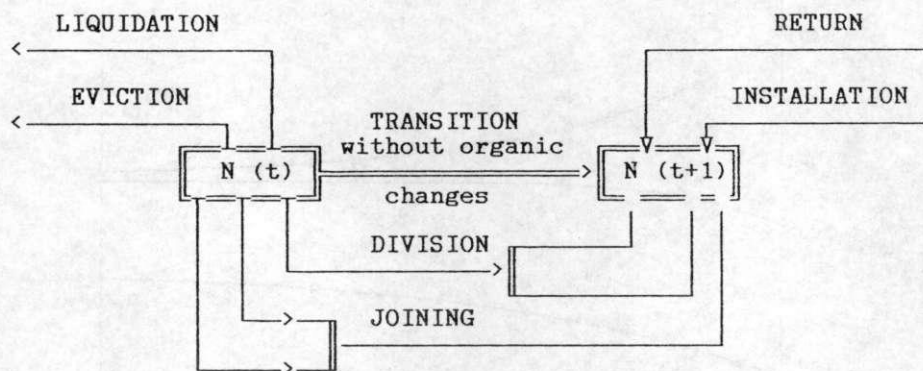 LIQUIDATION
RETURN
EVICTION
INSTALLATION
TRANSITION
without organic
N (t)
N (t+1)
changes
DIVISION
JOINING